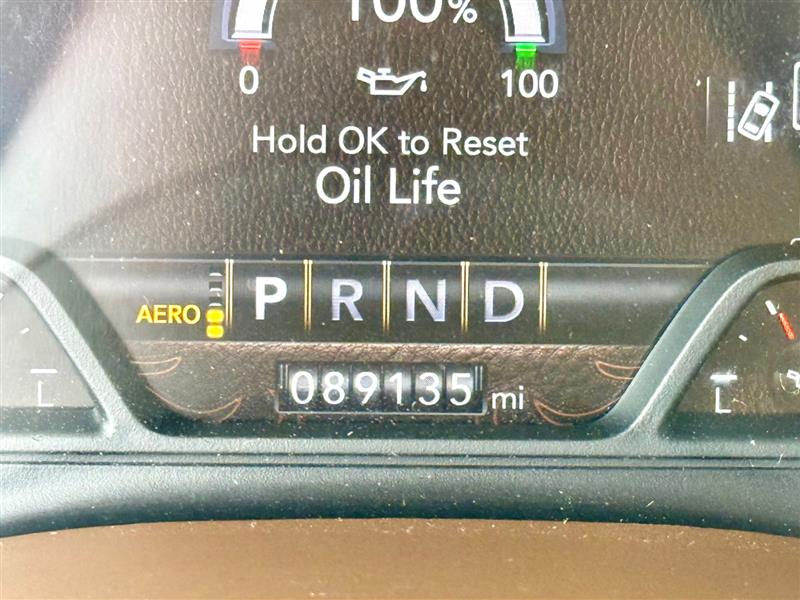 100%
0 100
Hold OK to Reset
Oil Life
AERO P R N D
089135 mi
L L